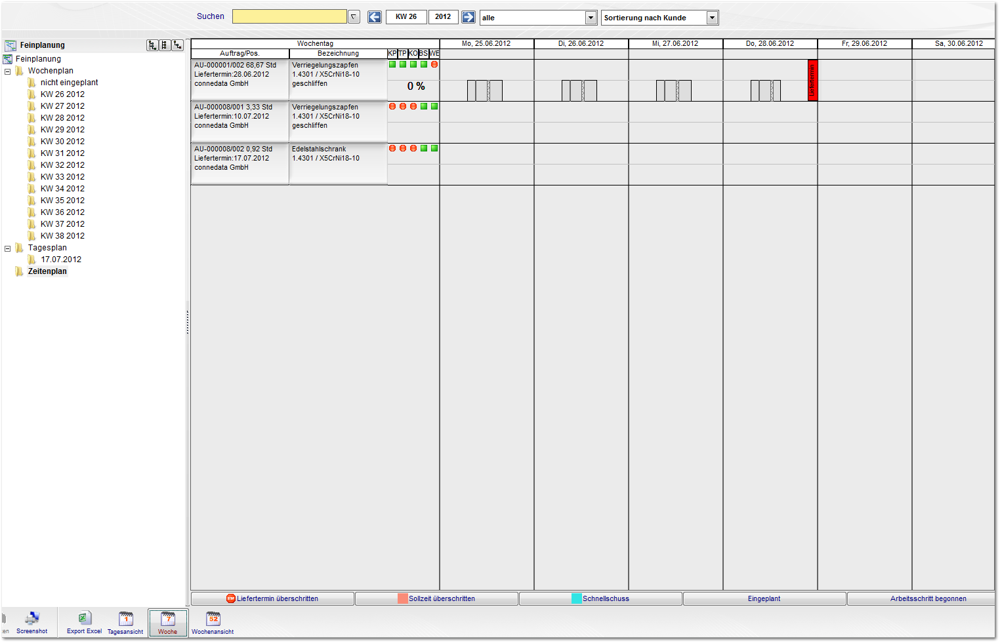 Suchen
KW 26
2012
alle
Sortierung nach Kunde
Feinplanung
Feinplanung
Wochenplan
nicht eingeplant
KW 26 2012
KW 27 2012
KW 28 2012
KW 29 2012
KW 30 2012
KW 31 2012
KW 32 2012
KW 33 2012
KW 34 2012
KW 35 2012
KW 36 2012
KW 37 2012
KW 38 2012
Tagesplan
17.07.2012
Zeitenplan
Wochentag
Mo, 25.06.2012
Di, 26.06.2012
Mi, 27.06.2012
Do, 28.06.2012
Fr, 29.06.2012
Sa, 30.06.2012
Auftrag/Pos.
Bezeichnung
KP TP KO BS WE
AU-000001/002 68,67 Std
Liefertermin:28.06.2012
connedata GmbH
Verriegelungszapfen
1.4301 / X5CrNi18-10
geschliffen
0 %
Liefertermin
AU-000008/001 3,33 Std
Liefertermin:10.07.2012
connedata GmbH
Verriegelungszapfen
1.4301 / X5CrNi18-10
geschliffen
AU-000008/002 0,92 Std
Liefertermin:17.07.2012
connedata GmbH
Edelstahlschrank
1.4301 / X5CrNi18-10
STOP
Liefertermin überschritten
Sollzeit überschritten
Schnellschuss
Eingeplant
Arbeitsschritt begonnen
Screenshot
Export Excel
1
Tagesansicht
7
Woche
52
Wochenansicht